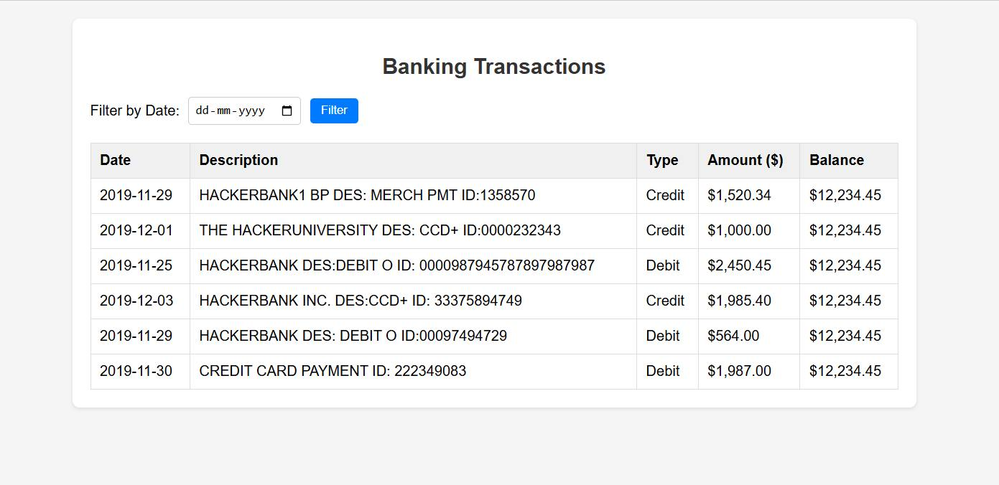 Banking Transactions
Filter by Date: dd-mm-yyyy Filter
Date Description Type Amount ($) Balance
2019-11-29 HACKERBANK1 BP DES: MERCH PMT ID:1358570 Credit $1,520.34 $12,234.45
2019-12-01 THE HACKERUNIVERSITY DES: CCD+ ID:0000232343 Credit $1,000.00 $12,234.45
2019-11-25 HACKERBANK DES:DEBIT O ID: 0000987945787897987987 Debit $2,450.45 $12,234.45
2019-12-03 HACKERBANK INC. DES:CCD+ ID: 33375894749 Credit $1,985.40 $12,234.45
2019-11-29 HACKERBANK DES: DEBIT O ID:00097494729 Debit $564.00 $12,234.45
2019-11-30 CREDIT CARD PAYMENT ID: 222349083 Debit $1,987.00 $12,234.45